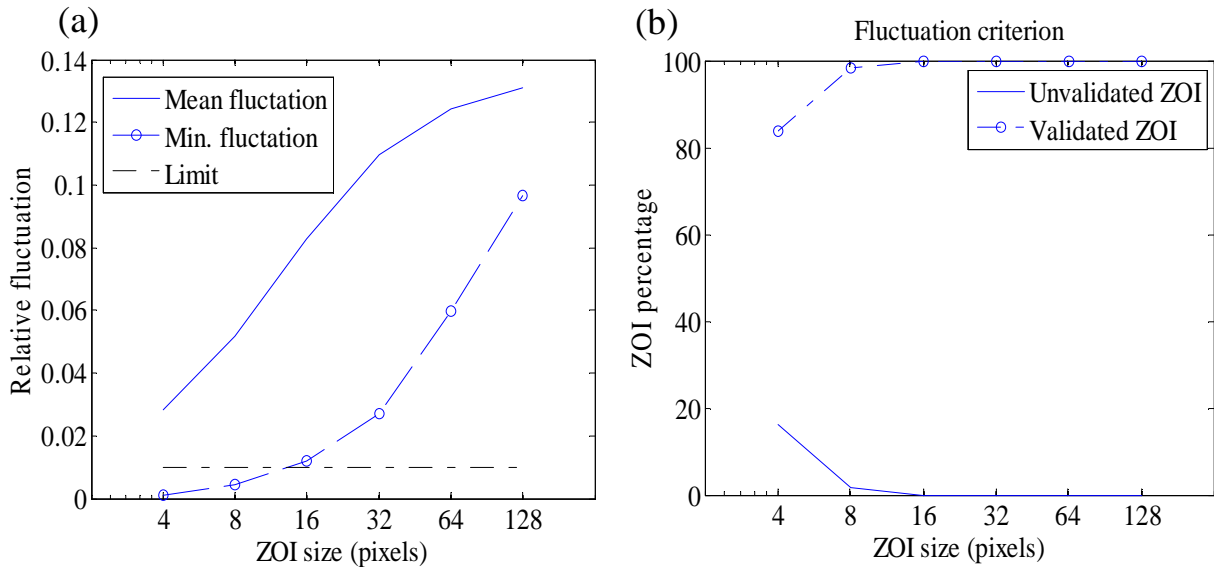 (a)
0.14
0.12
0.1
0.08
0.06
0.04
0.02
0
Relative fluctuation
Mean fluctation
Min. fluctation
Limit
4 8 16 32 64 128
ZOI size (pixels)
(b)
Fluctuation criterion
100
80
60
40
20
0
ZOI percentage
Unvalidated ZOI
Validated ZOI
4 8 16 32 64 128
ZOI size (pixels)